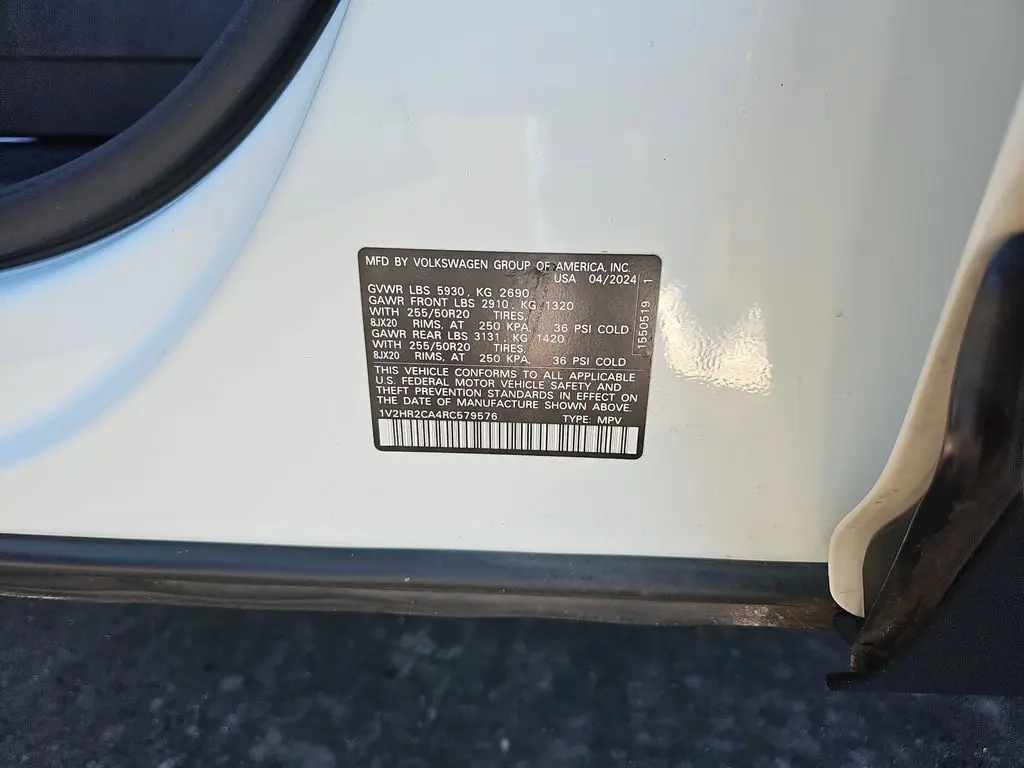 MFD BY VOLKSWAGEN GROUP OF AMERICA, INC.
USA 04/2024
GVWR LBS 5930, KG 2690
GAWR FRONT LBS 2910, KG 1320
WITH 255/50R20 TIRES,
8JX20 RIMS, AT 250 KPA, 36 PSI COLD
GAWR REAR LBS 3131, KG 1420
WITH 255/50R20 TIRES,
8JX20 RIMS, AT 250 KPA, 36 PSI COLD
1550519 1
THIS VEHICLE CONFORMS TO ALL APPLICABLE
U.S. FEDERAL MOTOR VEHICLE SAFETY AND
THEFT PREVENTION STANDARDS IN EFFECT ON
THE DATE OF MANUFACTURE SHOWN ABOVE.
1V2HR2CA4RC579576 TYPE: MPV